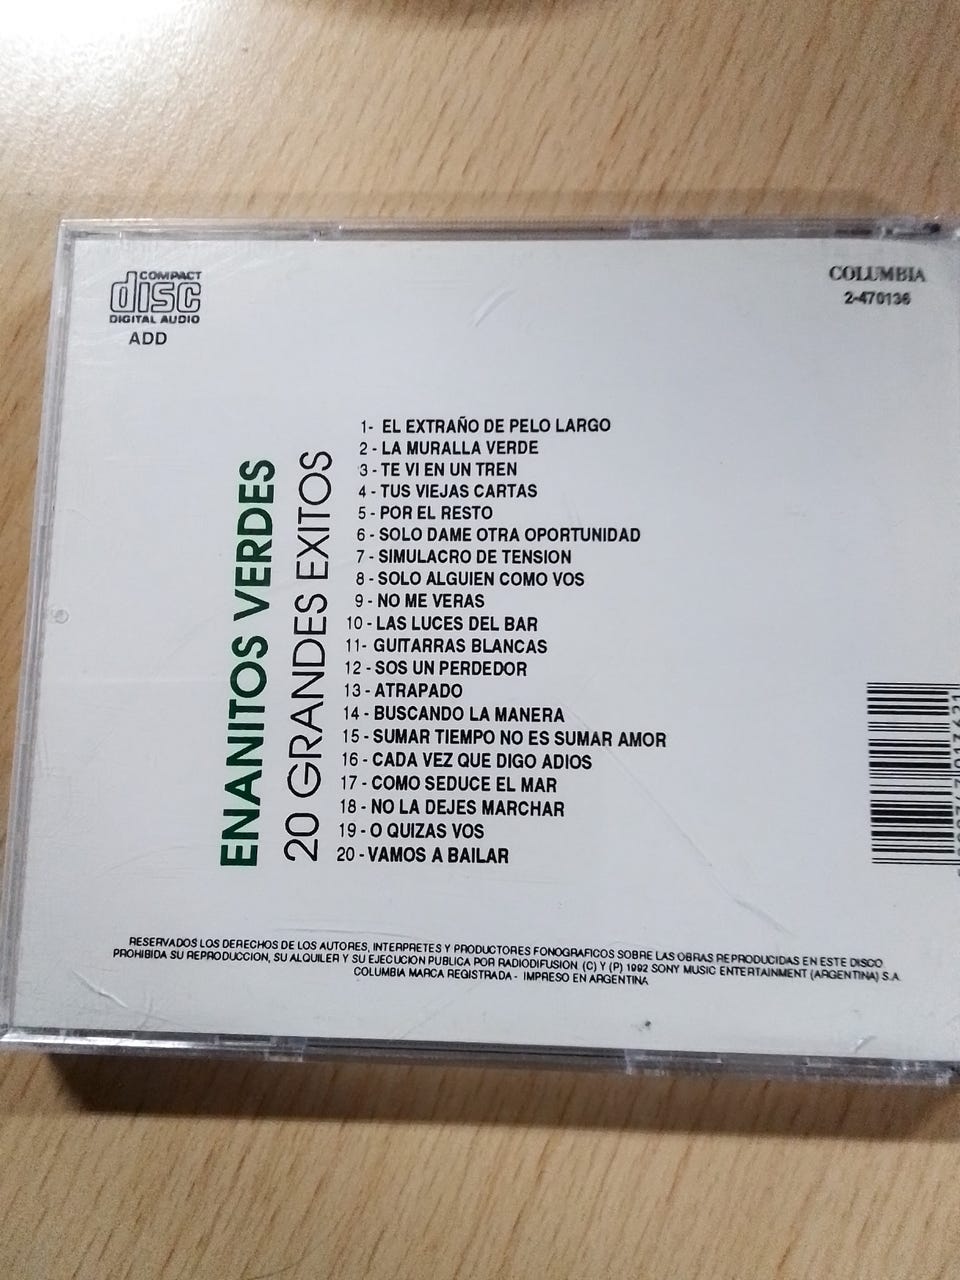 COMPACT
disc
DIGITAL AUDIO
ADD
COLUMBIA
2-470136
ENANITOS VERDES
20 GRANDES EXITOS
1- EL EXTRAÑO DE PELO LARGO
2 - LA MURALLA VERDE
3 - TE VI EN UN TREN
4 - TUS VIEJAS CARTAS
5 - POR EL RESTO
6 - SOLO DAME OTRA OPORTUNIDAD
7 - SIMULACRO DE TENSION
8 - SOLO ALGUIEN COMO VOS
9 - NO ME VERAS
10 - LAS LUCES DEL BAR
11- GUITARRAS BLANCAS
12 - SOS UN PERDEDOR
13 - ATRAPADO
14 - BUSCANDO LA MANERA
15 - SUMAR TIEMPO NO ES SUMAR AMOR
16 - CADA VEZ QUE DIGO ADIOS
17 - COMO SEDUCE EL MAR
18 - NO LA DEJES MARCHAR
19 - O QUIZAS VOS
20 - VAMOS A BAILAR
RESERVADOS LOS DERECHOS DE LOS AUTORES, INTERPRETES Y PRODUCTORES FONOGRAFICOS SOBRE LAS OBRAS REPRODUCIDAS EN ESTE DISCO.
PROHIBIDA SU REPRODUCCION, SU ALQUILER Y SU EJECUCION PUBLICA POR RADIODIFUSION (C) Y (P) 1992 SONY MUSIC ENTERTAINMENT (ARGENTINA) S.A.
COLUMBIA MARCA REGISTRADA - IMPRESO EN ARGENTINA